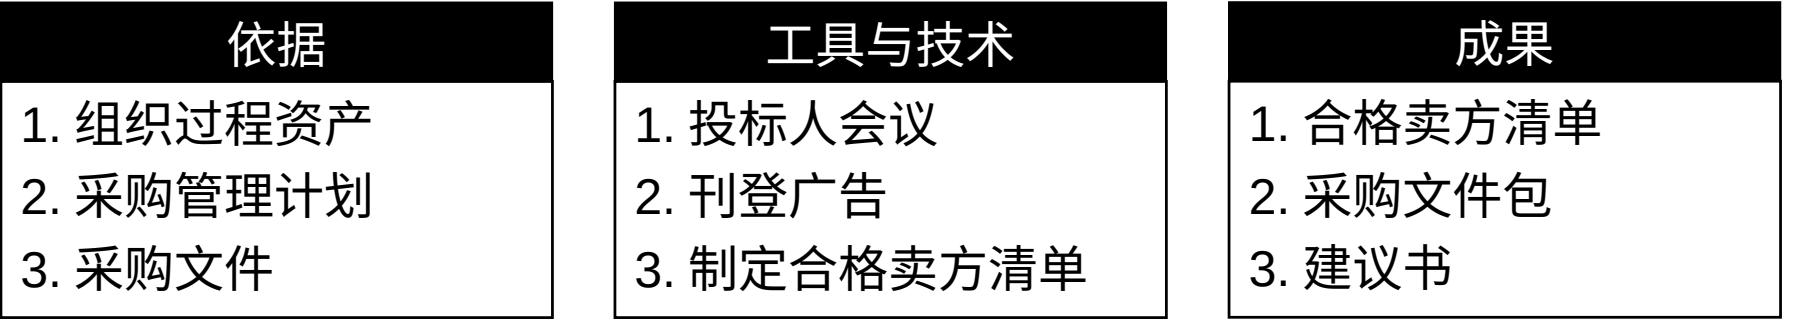 依据
1. 组织过程资产
2. 采购管理计划
3. 采购文件
工具与技术
1. 投标人会议
2. 刊登广告
3. 制定合格卖方清单
成果
1. 合格卖方清单
2. 采购文件包
3. 建议书